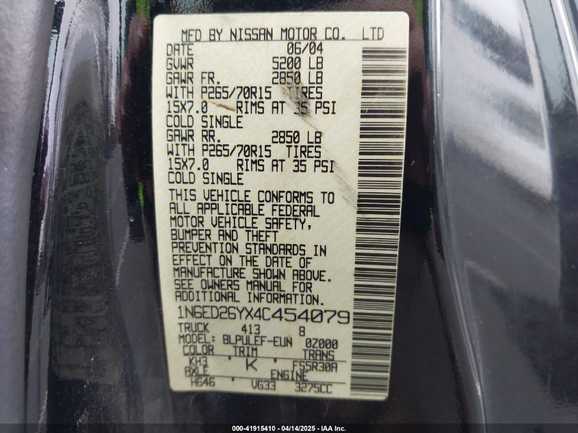 MFD BY NISSAN MOTOR CO. LTD
DATE 06/04
GVWR 5200 LB
GAWR FR. 2850 LB
WITH P265/70R15 TIRES
15X7.0 RIMS AT 35 PSI
COLD SINGLE
GAWR RR. 2850 LB
WITH P265/70R15 TIRES
15X7.0 RIMS AT 35 PSI
COLD SINGLE
THIS VEHICLE CONFORMS TO
ALL APPLICABLE FEDERAL
MOTOR VEHICLE SAFETY,
BUMPER AND THEFT
PREVENTION STANDARDS IN
EFFECT ON THE DATE OF
MANUFACTURE SHOWN ABOVE.
SEE OWNERS MANUAL FOR
ADDITIONAL INFORMATION
1N6ED26YX4C454079
TRUCK 413 B
MODEL: BLPULEF-EUN 0Z000
COLOR TRIM TRANS
KH3 K FS5R30A
AXLE ENGINE
HG46 VG33 3275CC
000-41915410 - 04/14/2025 - IAA Inc.